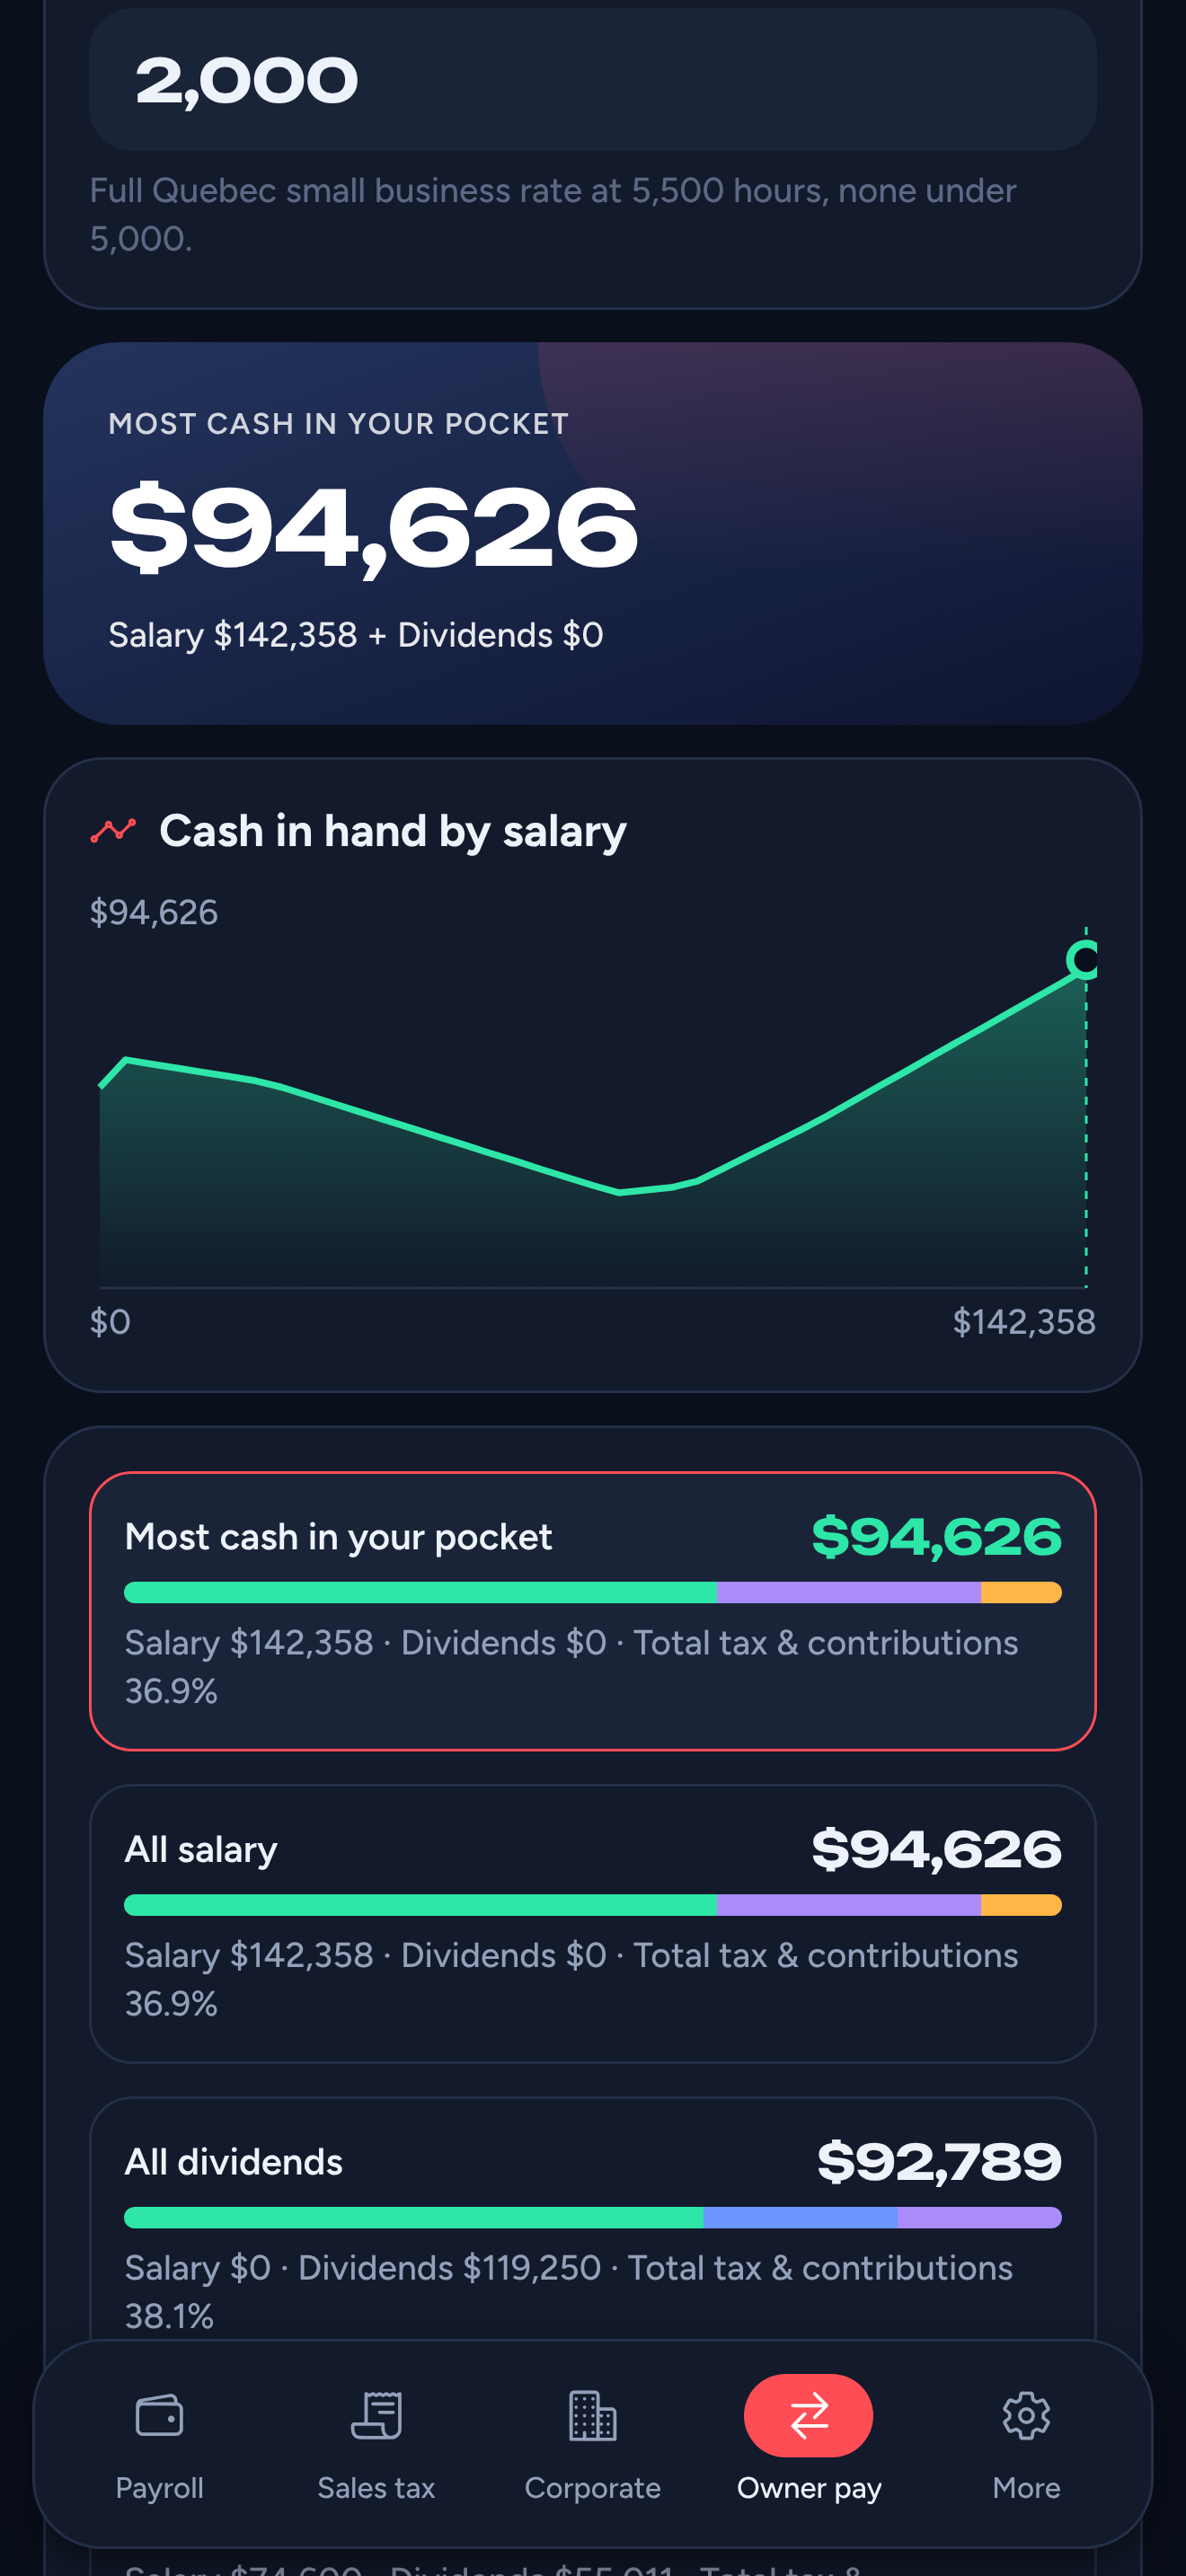 2,000
Full Quebec small business rate at 5,500 hours, none under
5,000.
MOST CASH IN YOUR POCKET
$94,626
Salary $142,358 + Dividends $0
Cash in hand by salary
$94,626
$0
$142,358
Most cash in your pocket
$94,626
Salary $142,358 · Dividends $0 · Total tax & contributions
36.9%
All salary
$94,626
Salary $142,358 · Dividends $0 · Total tax & contributions
36.9%
All dividends
$92,789
Salary $0 · Dividends $119,250 · Total tax & contributions
38.1%
Payroll
Sales tax
Corporate
Owner pay
More